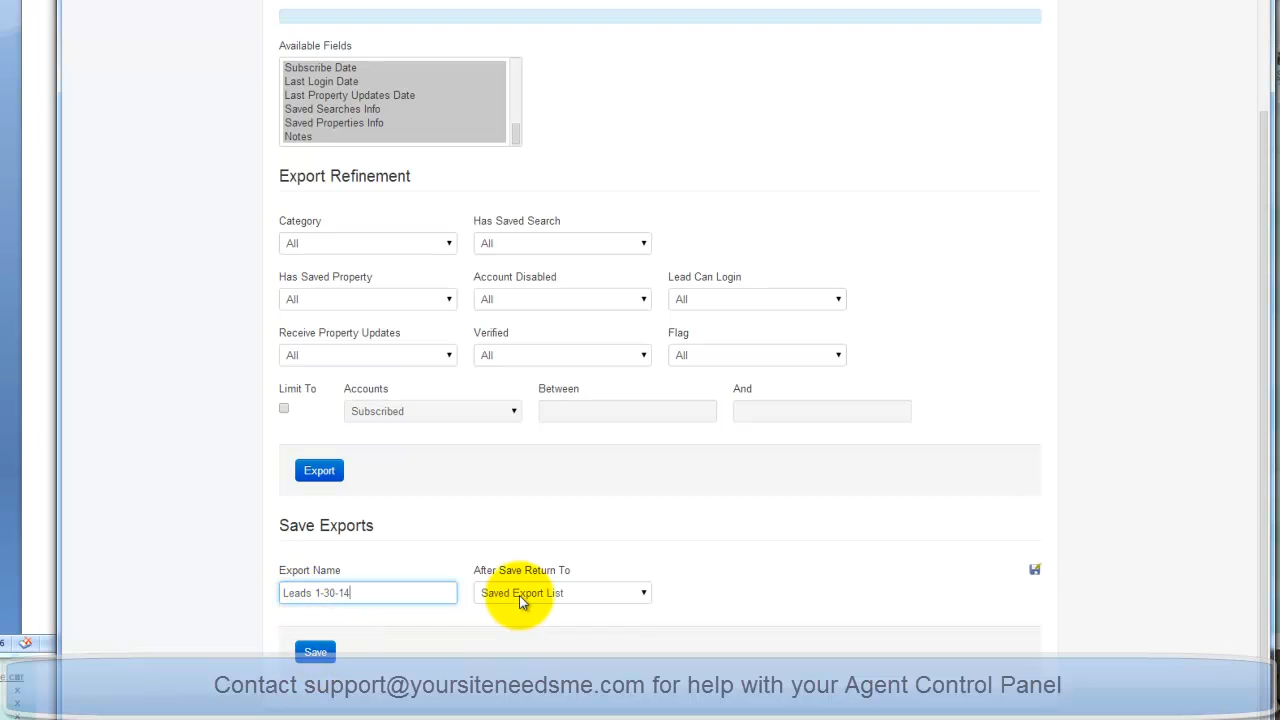 Available Fields
Subscribe Date
Last Login Date
Last Property Updates Date
Saved Searches Info
Saved Properties Info
Notes
Export Refinement
Category Has Saved Search
All All
Has Saved Property Account Disabled Lead Can Login
All All All
Receive Property Updates Verified Flag
All All All
Limit To Accounts Between And
Subscribed
Export
Save Exports
Export Name After Save Return To
Leads 1-30-14 Saved Export List
6
Save
x
x
x
Contact support@yoursiteneedsme.com for help with your Agent Control Panel